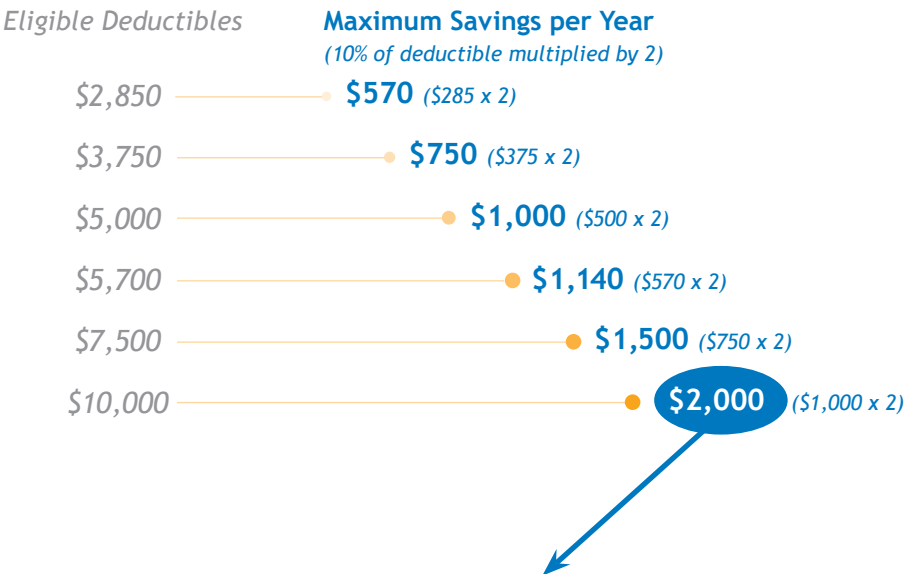 Eligible Deductibles Maximum Savings per Year
(10% of deductible multiplied by 2)
$2,850 $570 ($285 x 2)
$3,750 $750 ($375 x 2)
$5,000 $1,000 ($500 x 2)
$5,700 $1,140 ($570 x 2)
$7,500 $1,500 ($750 x 2)
$10,000 $2,000 ($1,000 x 2)